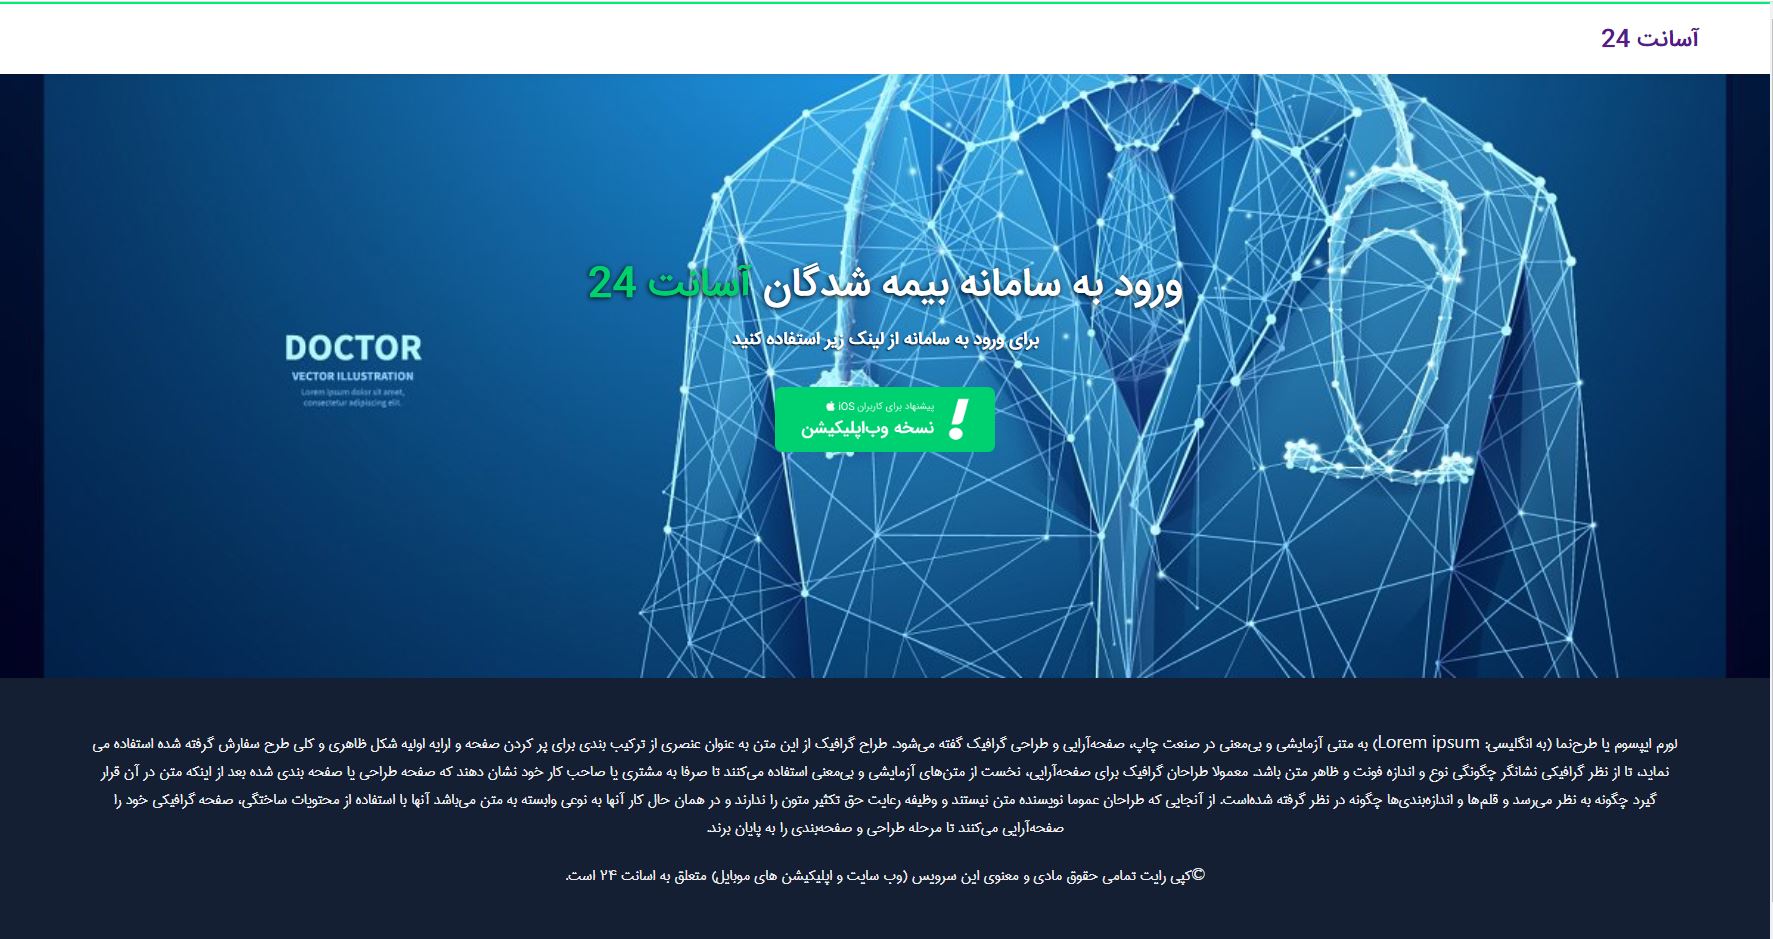 آسانت 24
ورود به سامانه بیمه شدگان آسانت 24
برای ورود به سامانه از لینک زیر استفاده کنید
DOCTOR
VECTOR ILLUSTRATION
Lorem ipsum dolor sit amet,
consectetur adipiscing elit.
پیشنهاد برای کاربران iOS
نسخه وب‌اپلیکیشن
لورم ایپسوم یا طرح‌نما (به انگلیسی: Lorem ipsum) به متنی آزمایشی و بی‌معنی در صنعت چاپ، صفحه‌آرایی و طراحی گرافیک گفته می‌شود. طراح گرافیک از این متن به عنوان عنصری از ترکیب بندی برای پر کردن صفحه و ارایه اولیه شکل ظاهری و کلی طرح سفارش گرفته شده استفاده می
نماید، تا از نظر گرافیکی نشانگر چگونگی نوع و اندازه فونت و ظاهر متن باشد. معمولا طراحان گرافیک برای صفحه‌آرایی، نخست از متن‌های آزمایشی و بی‌معنی استفاده می‌کنند تا صرفا به مشتری یا صاحب کار خود نشان دهند که صفحه طراحی یا صفحه بندی شده بعد از اینکه متن در آن قرار
گیرد چگونه به نظر می‌رسد و قلم‌ها و اندازه‌بندی‌ها چگونه در نظر گرفته شده‌است. از آنجایی که طراحان عموما نویسنده متن نیستند و وظیفه رعایت حق تکثیر متون را ندارند و در همان حال کار آنها به نوعی وابسته به متن می‌باشد آنها با استفاده از محتویات ساختگی، صفحه گرافیکی خود را
صفحه‌آرایی می‌کنند تا مرحله طراحی و صفحه‌بندی را به پایان برند.
©کپی رایت تمامی حقوق مادی و معنوی این سرویس (وب سایت و اپلیکیشن های موبایل) متعلق به اسانت ۲۴ است.